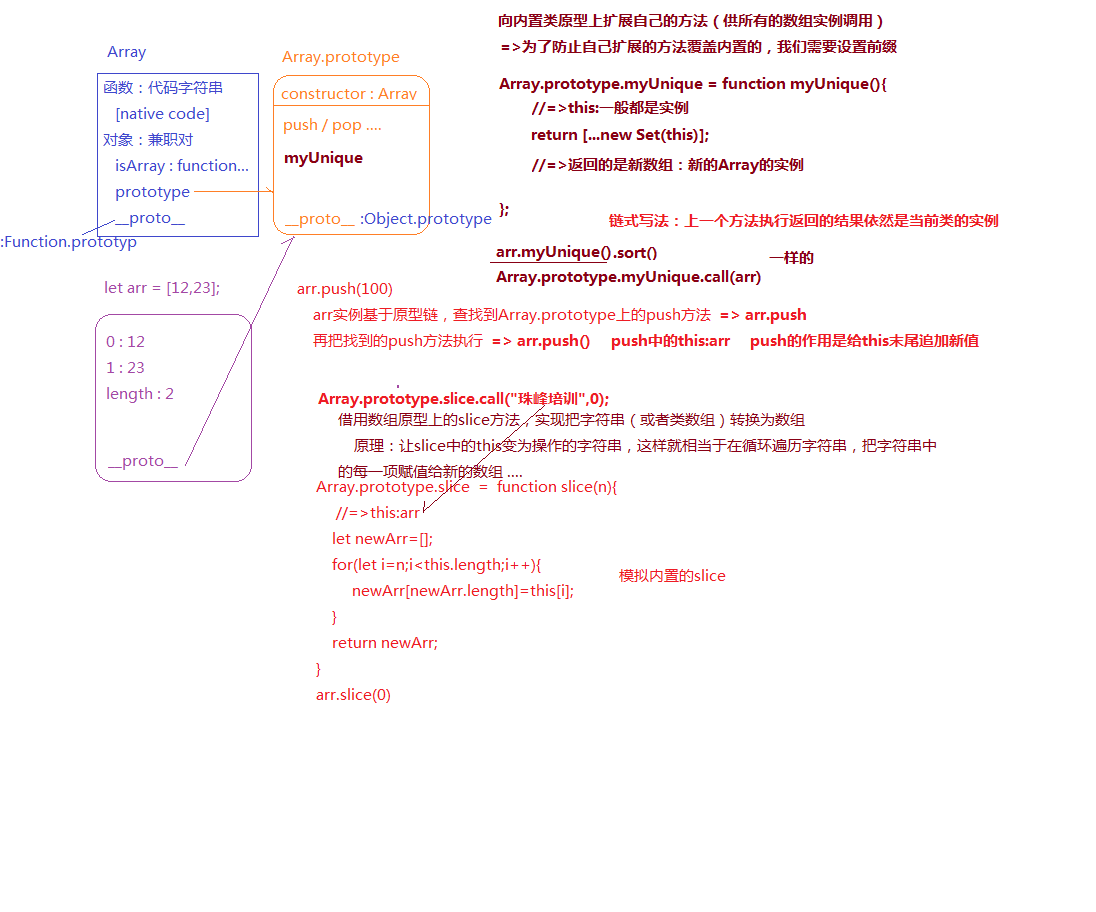 Array
函数：代码字符串
[native code]
对象：兼职对
isArray : function...
prototype
__proto__
:Function.prototyp
Array.prototype
constructor : Array
push / pop ....
myUnique
__proto__ :Object.prototype
let arr = [12,23];
0 : 12
1 : 23
length : 2
__proto__
向内置类原型上扩展自己的方法（供所有的数组实例调用）
=>为了防止自己扩展的方法覆盖内置的，我们需要设置前缀
Array.prototype.myUnique = function myUnique(){
//=>this:一般都是实例
return [...new Set(this)];
//=>返回的是新数组：新的Array的实例
};
链式写法：上一个方法执行返回的结果依然是当前类的实例
arr.myUnique().sort()
一样的
Array.prototype.myUnique.call(arr)
arr.push(100)
arr实例基于原型链，查找到Array.prototype上的push方法 => arr.push
再把找到的push方法执行 => arr.push() push中的this:arr push的作用是给this末尾追加新值
Array.prototype.slice.call("珠峰培训",0);
借用数组原型上的slice方法，实现把字符串（或者类数组）转换为数组
原理：让slice中的this变为操作的字符串，这样就相当于在循环遍历字符串，把字符串中
的每一项赋值给新的数组 ....
Array.prototype.slice = function slice(n){
//=>this:arr
let newArr=[];
for(let i=n;i<this.length;i++){
newArr[newArr.length]=this[i];
}
return newArr;
}
模拟内置的slice
arr.slice(0)